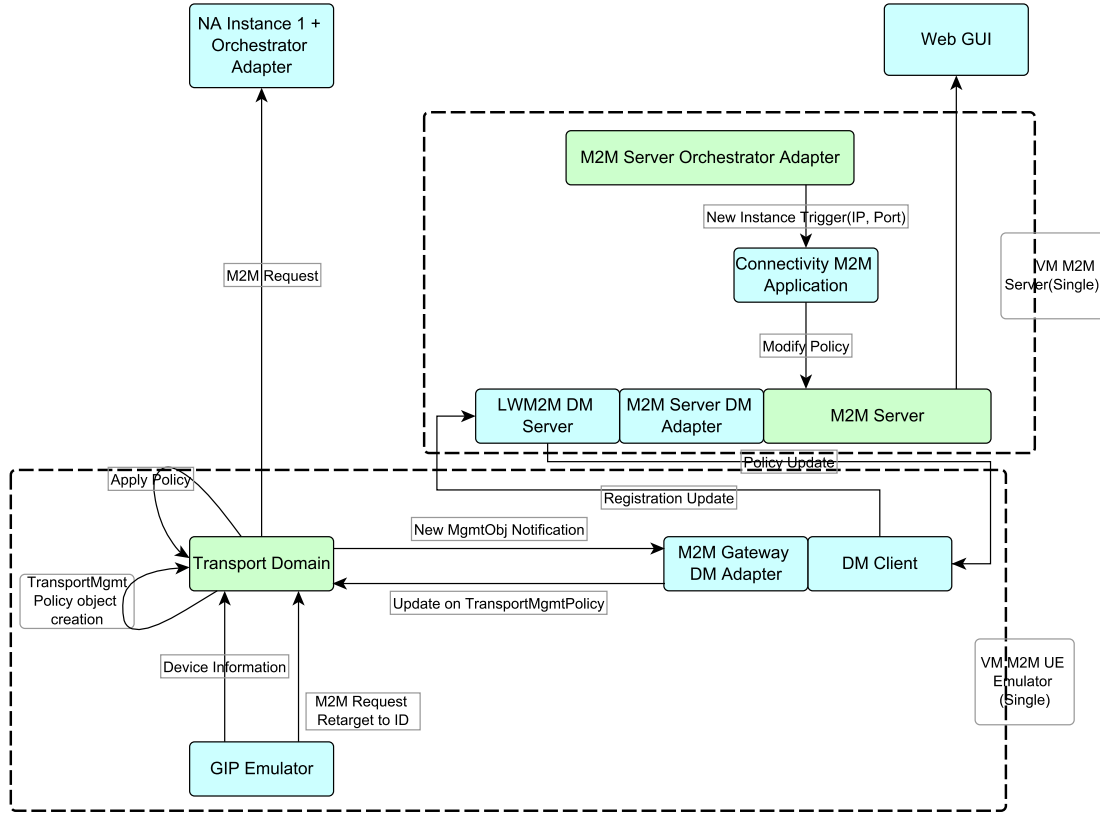 NA Instance 1 +
Orchestrator
Adapter
Web GUI
M2M Server Orchestrator Adapter
New Instance Trigger(IP, Port)
VM M2M
Server(Single)
Connectivity M2M
Application
M2M Request
Modify Policy
LWM2M DM
Server
M2M Server DM
Adapter
M2M Server
Policy Update
Apply Policy
Registration Update
New MgmtObj Notification
Transport Domain
M2M Gateway
DM Adapter
DM Client
TransportMgmt
Policy object
creation
Update on TransportMgmtPolicy
Device Information
VM M2M UE
Emulator
(Single)
M2M Request
Retarget to ID
GIP Emulator